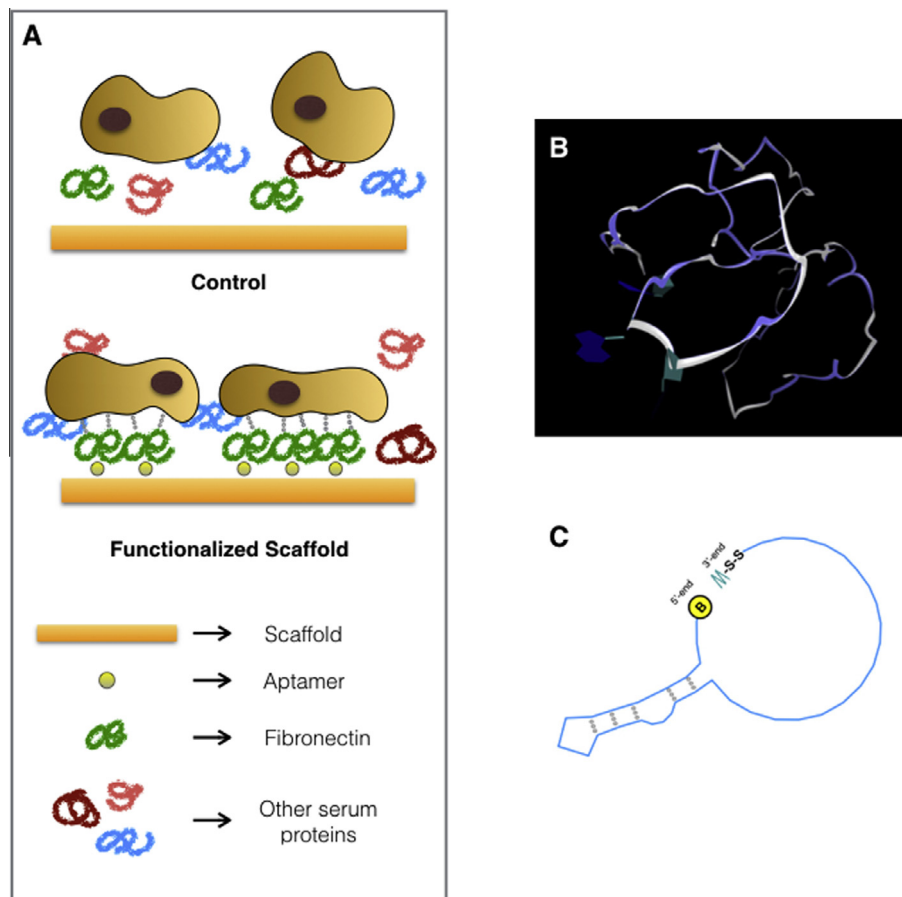 A
Control
Functionalized Scaffold
Scaffold
Aptamer
Fibronectin
Other serum
proteins
B
C
3'-end
-S-S
5'-end
B